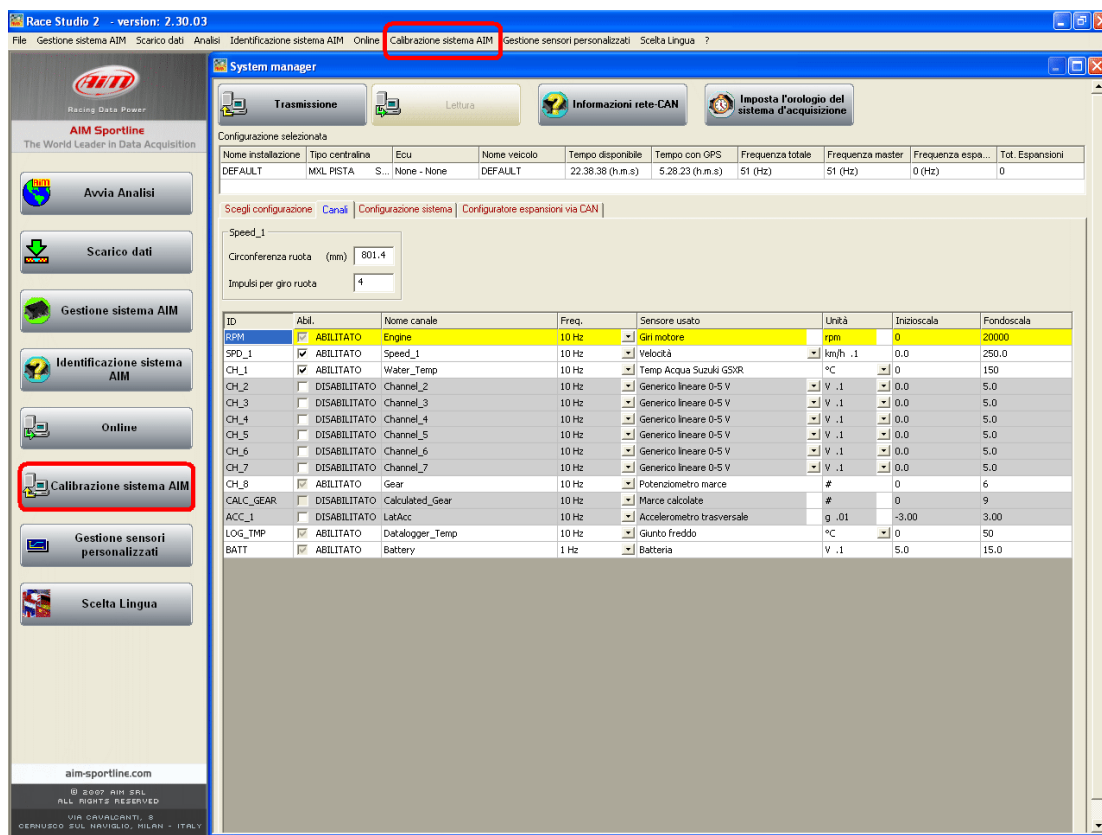 Race Studio 2 - version: 2.30.03
File Gestione sistema AIM Scarico dati Analisi Identificazione sistema AIM Online Calibrazione sistema AIM Gestione sensori personalizzati Scelta Lingua ?
AIM
Racing Data Power
AIM Sportline
The World Leader in Data Acquisition
Avvia Analisi
Scarico dati
Gestione sistema AIM
Identificazione sistema
AIM
Online
Calibrazione sistema AIM
Gestione sensori
personalizzati
Scelta Lingua
aim-sportline.com
© 2007 AIM SRL
ALL RIGHTS RESERVED
VIA CAVALCANTI, 8
CERNUSCO SUL NAVIGLIO, MILAN - ITALY
System manager
Trasmissione
Lettura
Informazioni rete-CAN
Imposta l'orologio del
sistema d'acquisizione
Configurazione selezionata
Nome installazione Tipo centralina Ecu Nome veicolo Tempo disponibile Tempo con GPS Frequenza totale Frequenza master Frequenza espa... Tot. Espansioni
DEFAULT MXL PISTA S... None - None DEFAULT 22.38.38 (h.m.s) 5.28.23 (h.m.s) 51 (Hz) 51 (Hz) 0 (Hz) 0
Scegli configurazione Canali Configurazione sistema Configuratore espansioni via CAN
Speed_1
Circonferenza ruota (mm) 801.4
Impulsi per giro ruota 4
ID Abil. Nome canale Freq. Sensore usato Unità Inizioscala Fondoscala
RPM ABILITATO Engine 10 Hz Giri motore rpm 0 20000
SPD_1 ABILITATO Speed_1 10 Hz Velocità km/h .1 0.0 250.0
CH_1 ABILITATO Water_Temp 10 Hz Temp Acqua Suzuki GSXR °C 0 150
CH_2 DISABILITATO Channel_2 10 Hz Generico lineare 0-5 V V .1 0.0 5.0
CH_3 DISABILITATO Channel_3 10 Hz Generico lineare 0-5 V V .1 0.0 5.0
CH_4 DISABILITATO Channel_4 10 Hz Generico lineare 0-5 V V .1 0.0 5.0
CH_5 DISABILITATO Channel_5 10 Hz Generico lineare 0-5 V V .1 0.0 5.0
CH_6 DISABILITATO Channel_6 10 Hz Generico lineare 0-5 V V .1 0.0 5.0
CH_7 DISABILITATO Channel_7 10 Hz Generico lineare 0-5 V V .1 0.0 5.0
CH_8 ABILITATO Gear 10 Hz Potenziometro marce # 0 6
CALC_GEAR DISABILITATO Calculated_Gear 10 Hz Marce calcolate # 0 9
ACC_1 DISABILITATO LatAcc 10 Hz Accelerometro trasversale g .01 -3.00 3.00
LOG_TMP ABILITATO Datalogger_Temp 10 Hz Giunto freddo °C 0 50
BATT ABILITATO Battery 1 Hz Batteria V .1 5.0 15.0